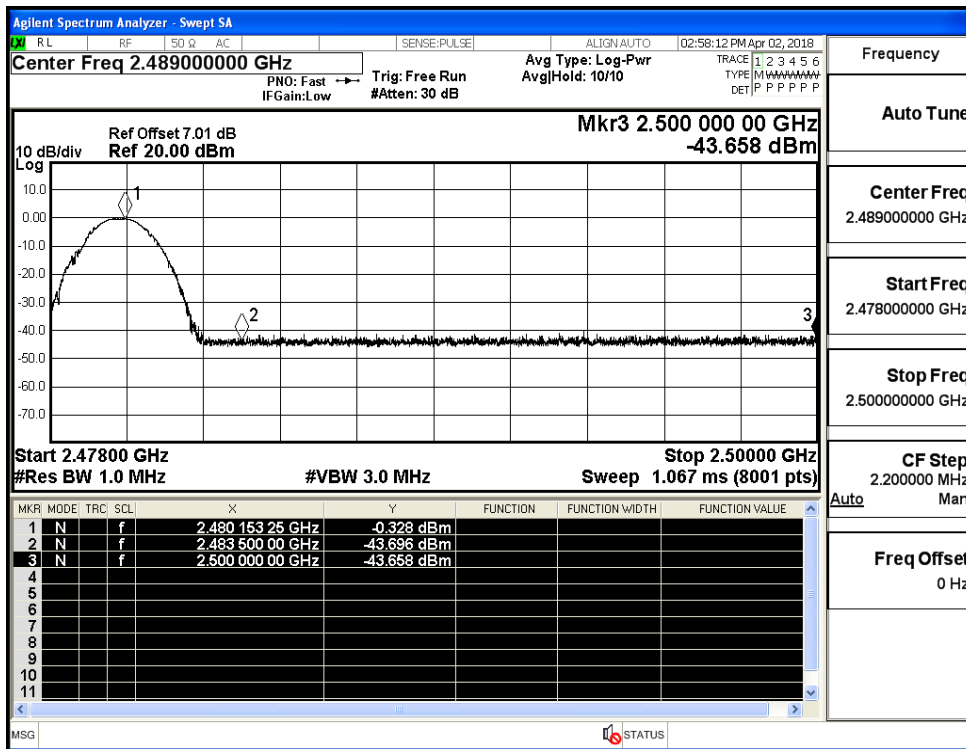 Agilent Spectrum Analyzer - Swept SA
LXI RL RF 50 Ω AC SENSE:PULSE ALIGN AUTO 02:58:12 PM Apr 02, 2018
Center Freq 2.489000000 GHz
PNO: Fast
IFGain:Low
Trig: Free Run
#Atten: 30 dB
Avg Type: Log-Pwr
Avg|Hold: 10/10
TRACE 1 2 3 4 5 6
TYPE M W W W W W
DET P P P P P P
Ref Offset 7.01 dB
Ref 20.00 dBm
10 dB/div
Log
Mkr3 2.500 000 00 GHz
-43.658 dBm
10.0
0.00
-10.0
-20.0
-30.0
-40.0
-50.0
-60.0
-70.0
1
2
3
Start 2.47800 GHz Stop 2.50000 GHz
#Res BW 1.0 MHz #VBW 3.0 MHz Sweep 1.067 ms (8001 pts)
MKR MODE TRC SCL X Y FUNCTION FUNCTION WIDTH FUNCTION VALUE
1 N f 2.480 153 25 GHz -0.328 dBm
2 N f 2.483 500 00 GHz -43.696 dBm
3 N f 2.500 000 00 GHz -43.658 dBm
4
5
6
7
8
9
10
11
MSG STATUS
Frequency
Auto Tune
Center Freq
2.489000000 GHz
Start Freq
2.478000000 GHz
Stop Freq
2.500000000 GHz
CF Step
2.200000 MHz
Auto Man
Freq Offset
0 Hz